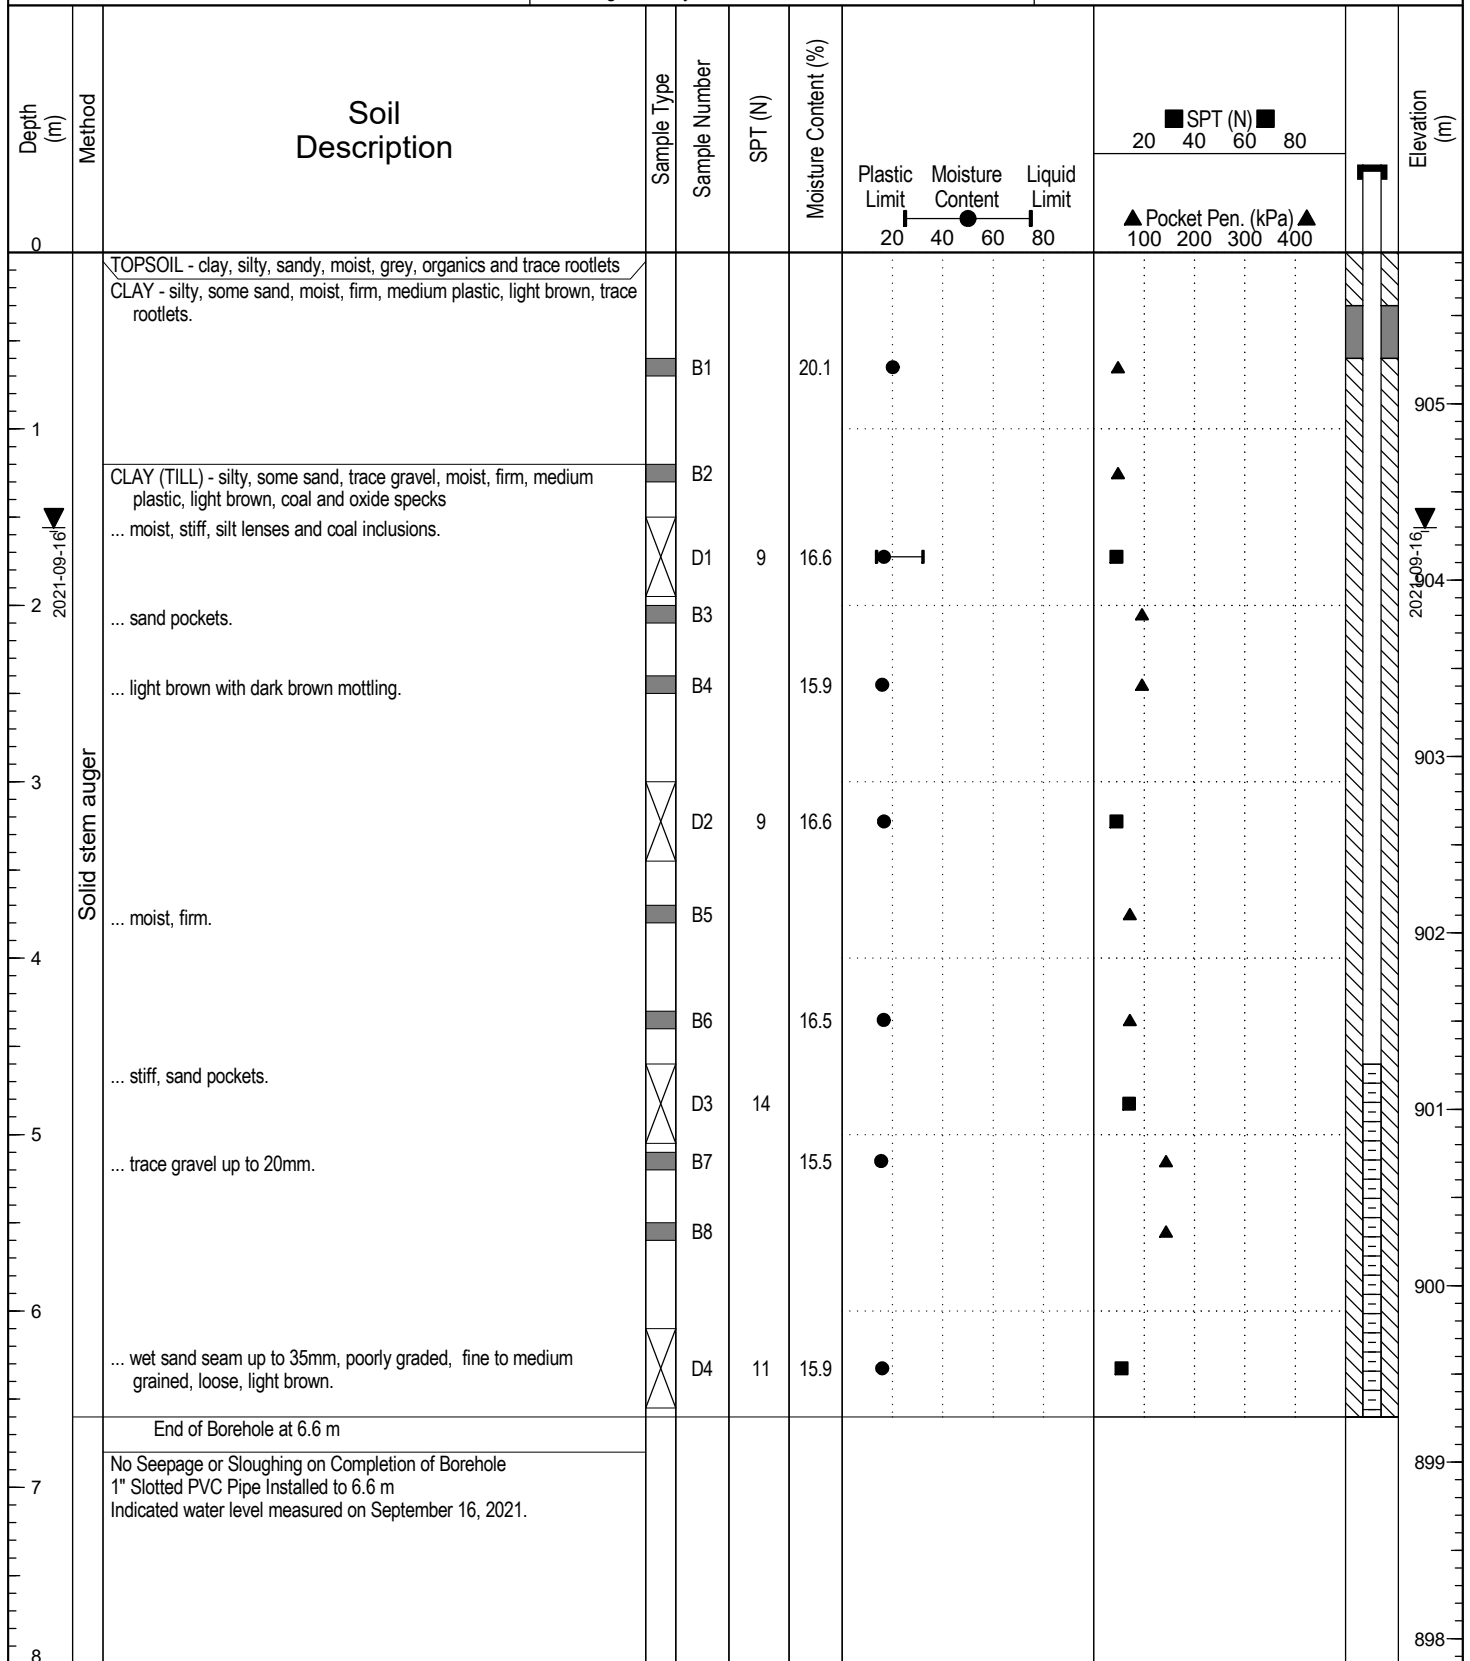 Depth
(m)
Method
Soil
Description
Sample Type
Sample Number
SPT (N)
Moisture Content (%)
Plastic Limit
Moisture Content
Liquid Limit
20 40 60 80
■ SPT (N) ■
20 40 60 80
▲ Pocket Pen. (kPa) ▲
100 200 300 400
Elevation
(m)
0
TOPSOIL - clay, silty, sandy, moist, grey, organics and trace rootlets
CLAY - silty, some sand, moist, firm, medium plastic, light brown, trace
rootlets.
B1 20.1
905
1
CLAY (TILL) - silty, some sand, trace gravel, moist, firm, medium
plastic, light brown, coal and oxide specks
B2
... moist, stiff, silt lenses and coal inclusions.
2021-09-16
D1 9 16.6
2021-09-16
904
2
... sand pockets.
B3
... light brown with dark brown mottling.
B4 15.9
903
Solid stem auger
3
D2 9 16.6
... moist, firm.
B5
902
4
B6 16.5
... stiff, sand pockets.
D3 14
901
5
... trace gravel up to 20mm.
B7 15.5
B8
900
6
... wet sand seam up to 35mm, poorly graded, fine to medium
grained, loose, light brown.
D4 11 15.9
End of Borehole at 6.6 m
No Seepage or Sloughing on Completion of Borehole
899
1" Slotted PVC Pipe Installed to 6.6 m
7
Indicated water level measured on September 16, 2021.
898
8